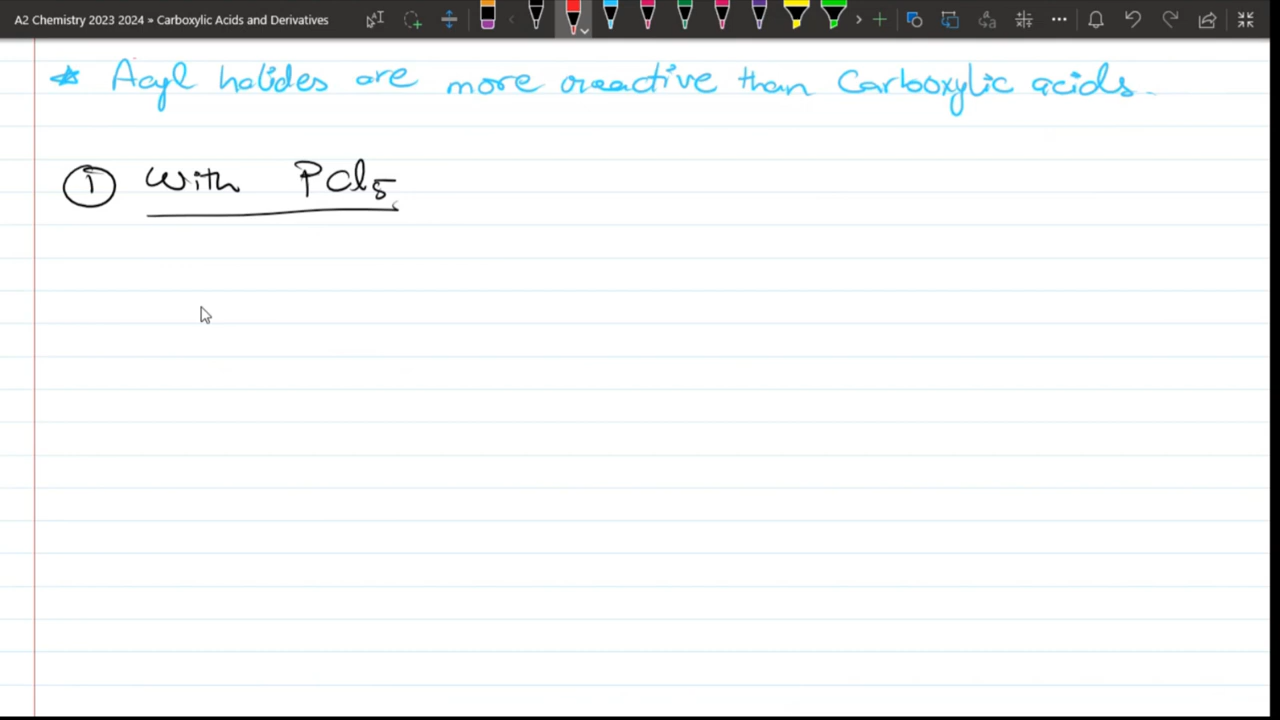 A2 Chemistry 2023 2024 » Carboxylic Acids and Derivatives
* Acyl halides are more reactive than Carboxylic acids.
① With PCl₅